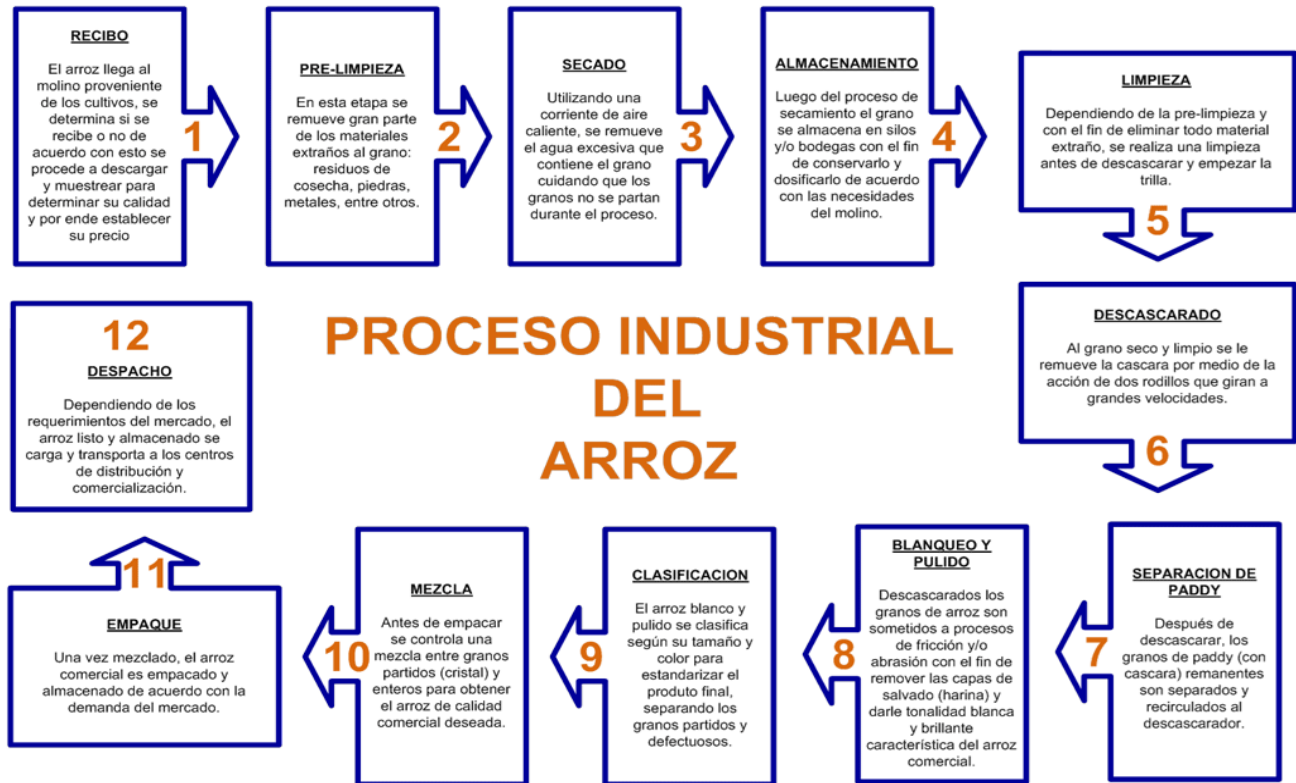 RECIBO
El arroz llega al
molino proveniente
de los cultivos, se
determina si se
recibe o no de
acuerdo con esto se
procede a descargar
y muestrear para
determinar su calidad
y por ende establecer
su precio
1
PRE-LIMPIEZA
En esta etapa se
remueve gran parte
de los materiales
extraños al grano:
residuos de
cosecha, piedras,
metales, entre otros.
2
SECADO
Utilizando una
corriente de aire
caliente, se remueve
el agua excesiva que
contiene el grano
cuidando que los
granos no se partan
durante el proceso.
3
ALMACENAMIENTO
Luego del proceso de
secamiento el grano
se almacena en silos
y/o bodegas con el fin
de conservarlo y
dosificarlo de acuerdo
con las necesidades
del molino.
4
LIMPIEZA
Dependiendo de la pre-limpieza y
con el fin de eliminar todo material
extraño, se realiza una limpieza
antes de descascarar y empezar la
trilla.
5
PROCESO INDUSTRIAL
DEL
ARROZ
DESCASCARADO
Al grano seco y limpio se le
remueve la cascara por medio de la
acción de dos rodillos que giran a
grandes velocidades.
6
SEPARACION DE
PADDY
Después de
descascarar, los
granos de paddy (con
cascara) remanentes
son separados y
recirculados al
descascarador.
7
BLANQUEO Y
PULIDO
Descascarados los
granos de arroz son
sometidos a procesos
de fricción y/o
abrasión con el fin de
remover las capas de
salvado (harina) y
darle tonalidad blanca
y brillante
característica del arroz
comercial.
8
CLASIFICACION
El arroz blanco y
pulido se clasifica
según su tamaño y
color para
estandarizar el
produto final,
separando los
granos partidos y
defectuosos.
9
MEZCLA
Antes de empacar
se controla una
mezcla entre granos
partidos (cristal) y
enteros para obtener
el arroz de calidad
comercial deseada.
10
EMPAQUE
Una vez mezclado, el arroz
comercial es empacado y
almacenado de acuerdo con la
demanda del mercado.
11
12
DESPACHO
Dependiendo de los
requerimientos del mercado, el
arroz listo y almacenado se
carga y transporta a los centros
de distribución y
comercialización.